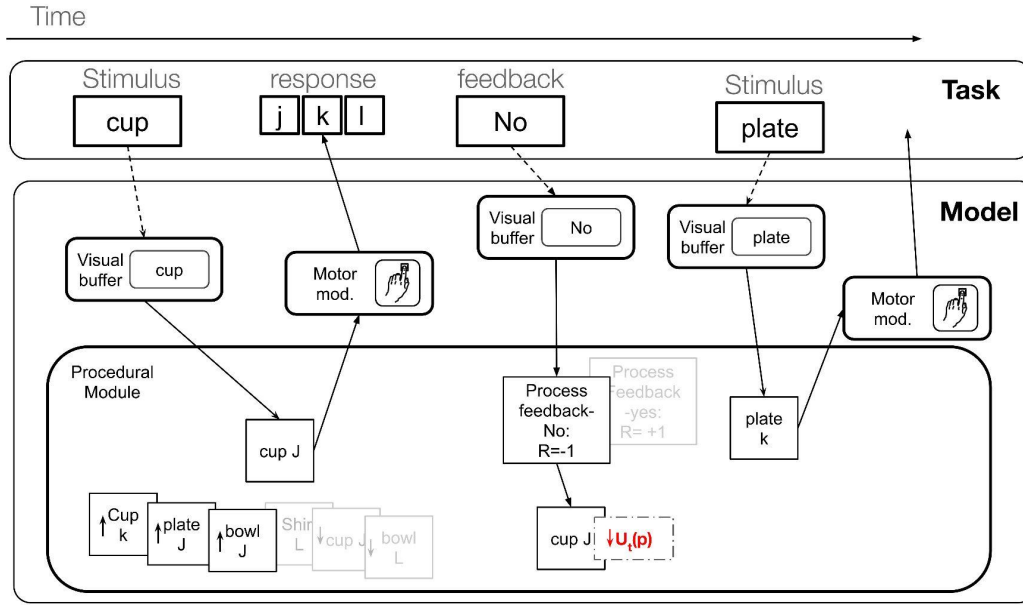 Time
Stimulus
response
feedback
Stimulus
Task
cup
j
k
l
No
plate
Model
Visual
buffer
cup
Motor
mod.
Visual
buffer
No
Visual
buffer
plate
Motor
mod.
Procedural
Module
cup J
Process
feedback-
No:
R=-1
Process
Feedback
-yes:
R= +1
plate
k
↑Cup
k
↑plate
J
↑bowl
J
L
↓cup J
↓bowl
L
cup J
↓Ut(p)